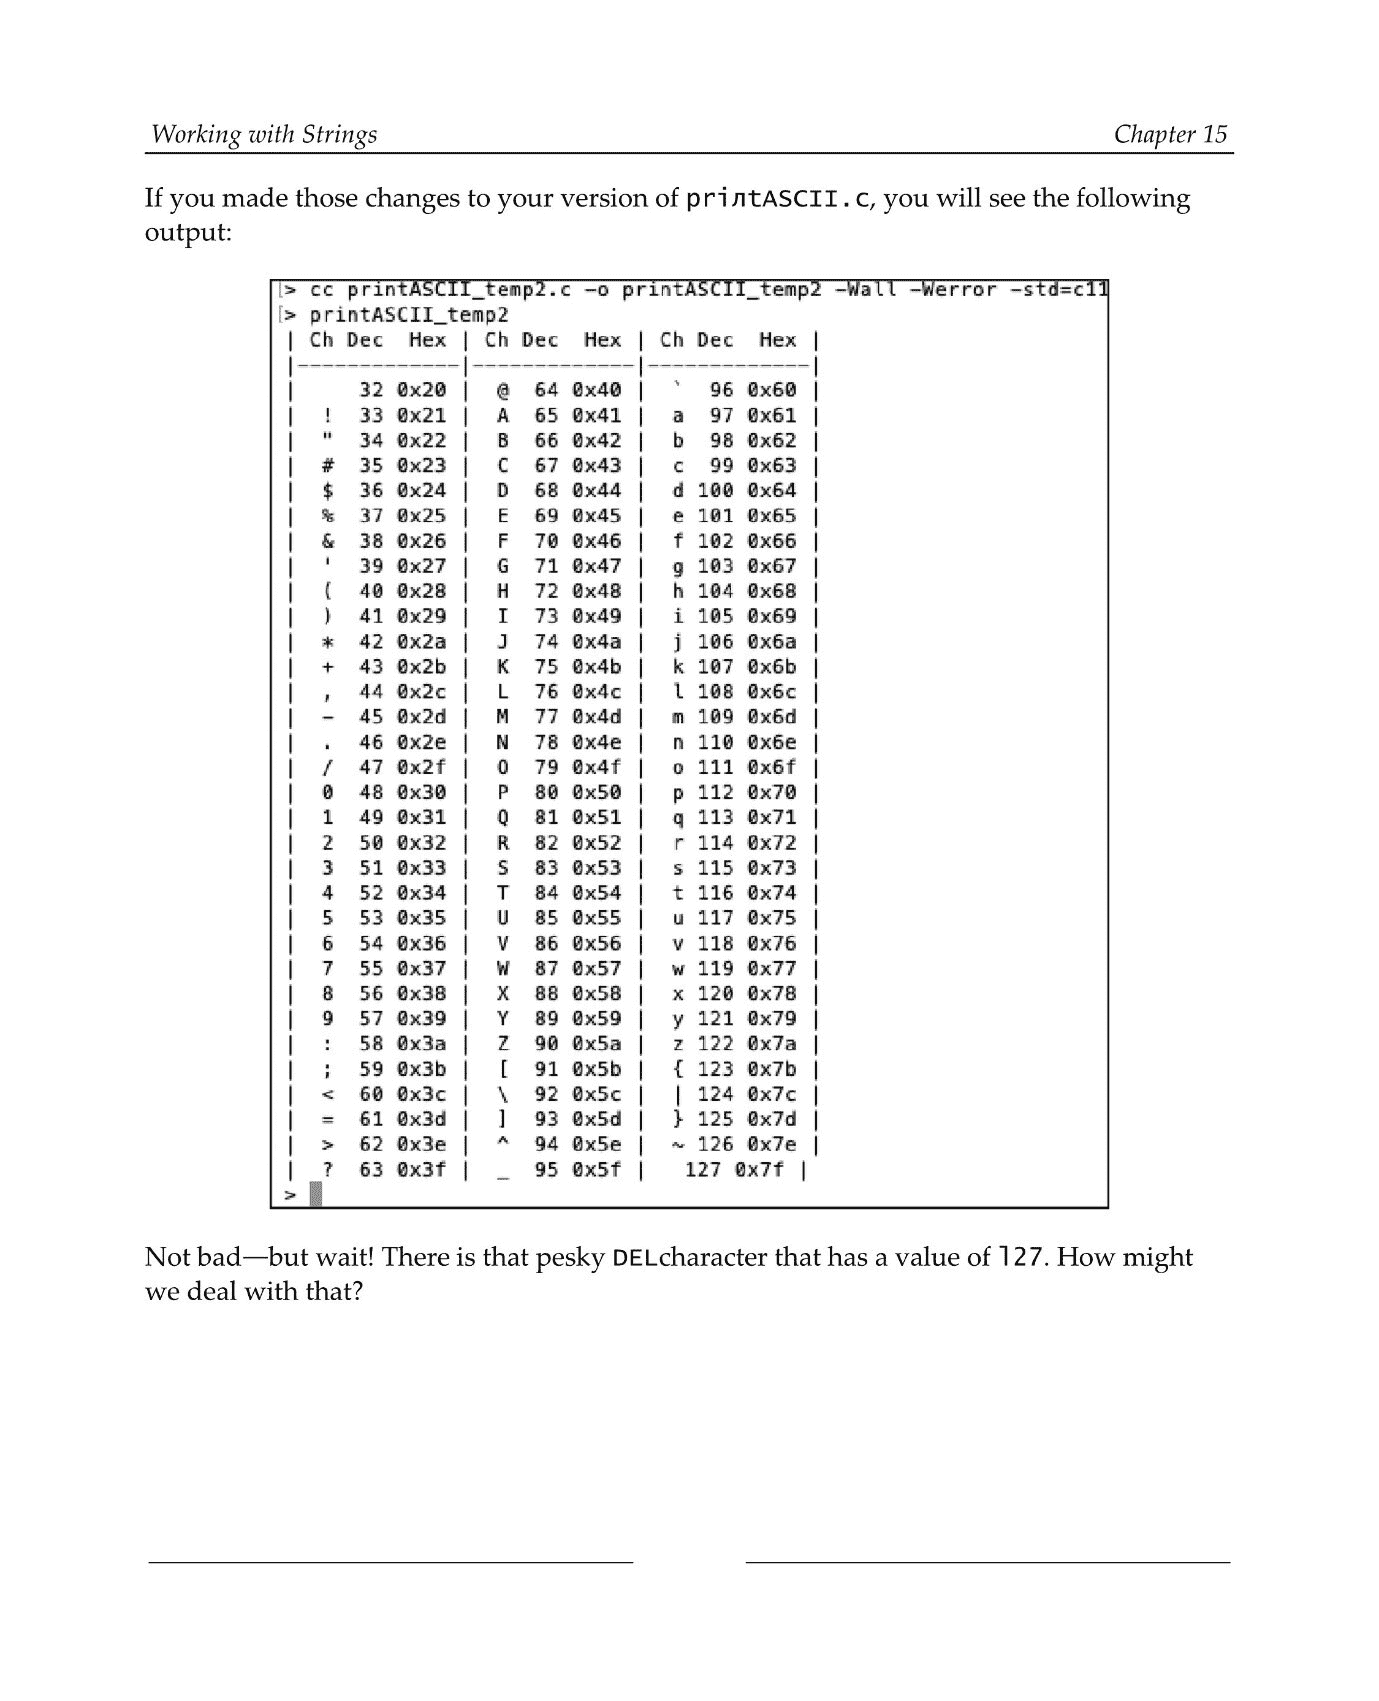 Working with Strings Chapter 15
If you made those changes to your version of printASCII.c, you will see the following
output:
[> cc printASCII_temp2.c -o printASCII_temp2 -Wall -Werror -std=c11
[> printASCII_temp2
| Ch Dec  Hex | Ch Dec  Hex | Ch Dec  Hex |
|-------------|-------------|-------------|
|     32 0x20 |  @  64 0x40 |  `  96 0x60 |
|  !  33 0x21 |  A  65 0x41 |  a  97 0x61 |
|  "  34 0x22 |  B  66 0x42 |  b  98 0x62 |
|  #  35 0x23 |  C  67 0x43 |  c  99 0x63 |
|  $  36 0x24 |  D  68 0x44 |  d 100 0x64 |
|  %  37 0x25 |  E  69 0x45 |  e 101 0x65 |
|  &  38 0x26 |  F  70 0x46 |  f 102 0x66 |
|  '  39 0x27 |  G  71 0x47 |  g 103 0x67 |
|  (  40 0x28 |  H  72 0x48 |  h 104 0x68 |
|  )  41 0x29 |  I  73 0x49 |  i 105 0x69 |
|  *  42 0x2a |  J  74 0x4a |  j 106 0x6a |
|  +  43 0x2b |  K  75 0x4b |  k 107 0x6b |
|  ,  44 0x2c |  L  76 0x4c |  l 108 0x6c |
|  -  45 0x2d |  M  77 0x4d |  m 109 0x6d |
|  .  46 0x2e |  N  78 0x4e |  n 110 0x6e |
|  /  47 0x2f |  O  79 0x4f |  o 111 0x6f |
|  0  48 0x30 |  P  80 0x50 |  p 112 0x70 |
|  1  49 0x31 |  Q  81 0x51 |  q 113 0x71 |
|  2  50 0x32 |  R  82 0x52 |  r 114 0x72 |
|  3  51 0x33 |  S  83 0x53 |  s 115 0x73 |
|  4  52 0x34 |  T  84 0x54 |  t 116 0x74 |
|  5  53 0x35 |  U  85 0x55 |  u 117 0x75 |
|  6  54 0x36 |  V  86 0x56 |  v 118 0x76 |
|  7  55 0x37 |  W  87 0x57 |  w 119 0x77 |
|  8  56 0x38 |  X  88 0x58 |  x 120 0x78 |
|  9  57 0x39 |  Y  89 0x59 |  y 121 0x79 |
|  :  58 0x3a |  Z  90 0x5a |  z 122 0x7a |
|  ;  59 0x3b |  [  91 0x5b |  { 123 0x7b |
|  <  60 0x3c |  \  92 0x5c |  | 124 0x7c |
|  =  61 0x3d |  ]  93 0x5d |  } 125 0x7d |
|  >  62 0x3e |  ^  94 0x5e |  ~ 126 0x7e |
|  ?  63 0x3f |  _  95 0x5f |   127 0x7f |
>
Not bad—but wait! There is that pesky DELcharacter that has a value of 127. How might
we deal with that?